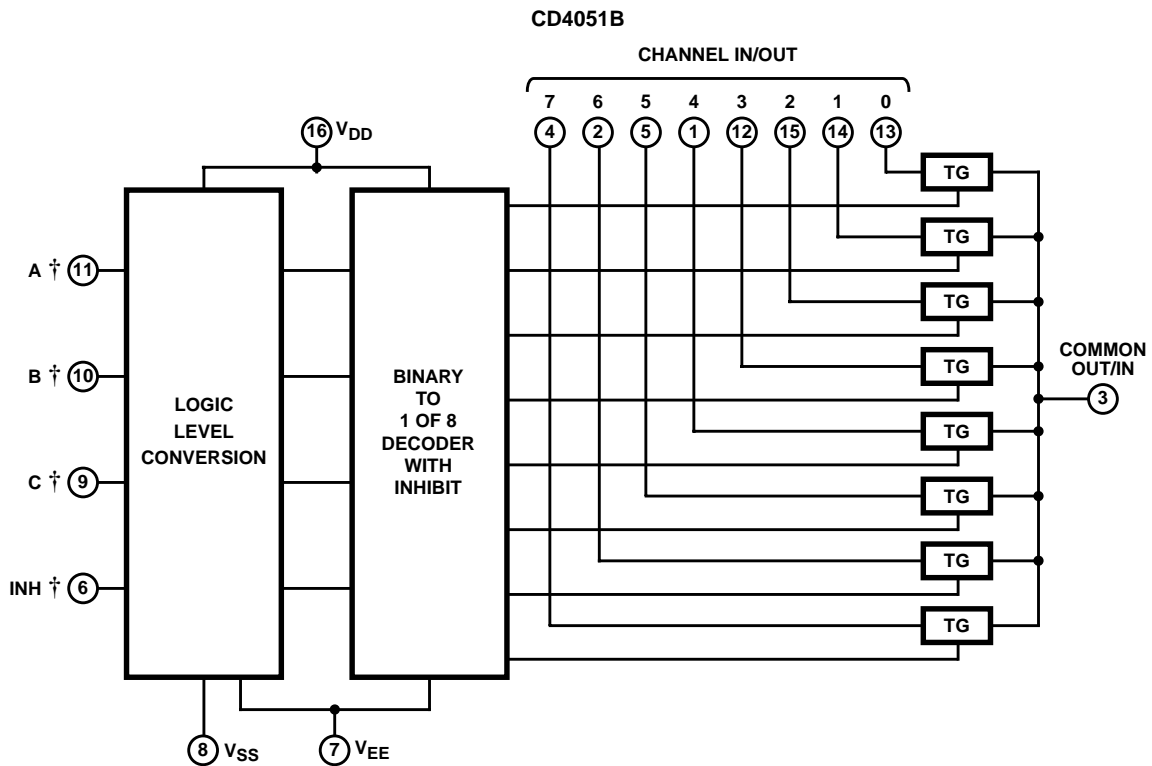 CD4051B
CHANNEL IN/OUT
7 6 5 4 3 2 1 0
4 2 5 1 12 15 14 13
16 VDD
TG
TG
TG
TG
TG
TG
TG
TG
A † 11
B † 10
C † 9
INH † 6
LOGIC
LEVEL
CONVERSION
BINARY
TO
1 OF 8
DECODER
WITH
INHIBIT
COMMON
OUT/IN
3
8 VSS
7 VEE